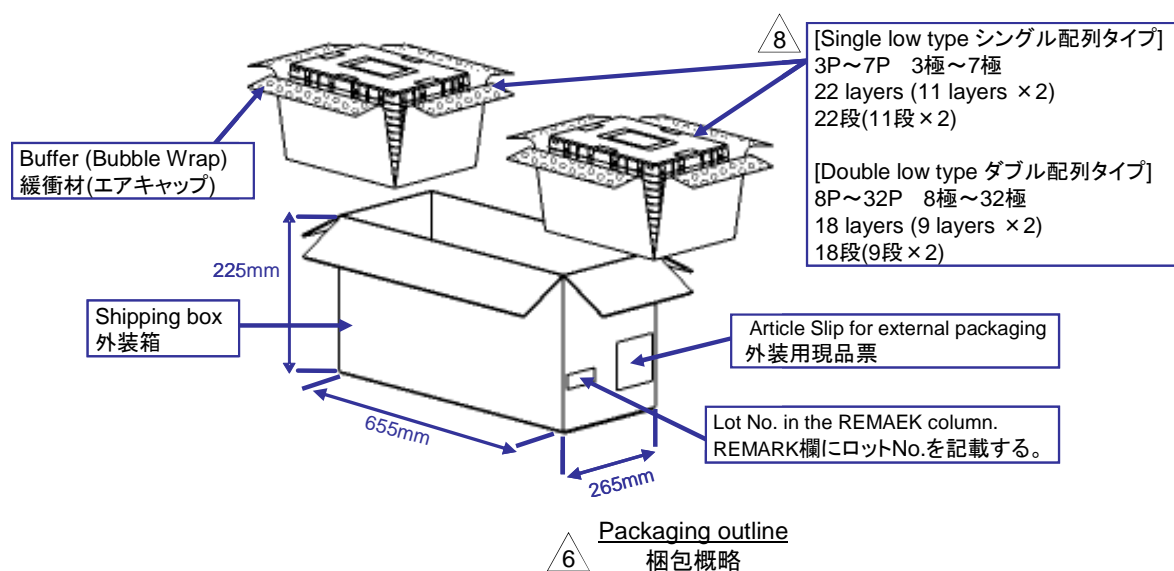 8
[Single low type シングル配列タイプ]
3P～7P 3極～7極
22 layers (11 layers ×2)
22段(11段×2)
[Double low type ダブル配列タイプ]
8P～32P 8極～32極
18 layers (9 layers ×2)
18段(9段×2)
Buffer (Bubble Wrap)
緩衝材(エアキャップ)
225mm
Shipping box
外装箱
Article Slip for external packaging
外装用現品票
Lot No. in the REMAEK column.
REMARK欄にロットNo.を記載する。
655mm
265mm
6
Packaging outline
梱包概略